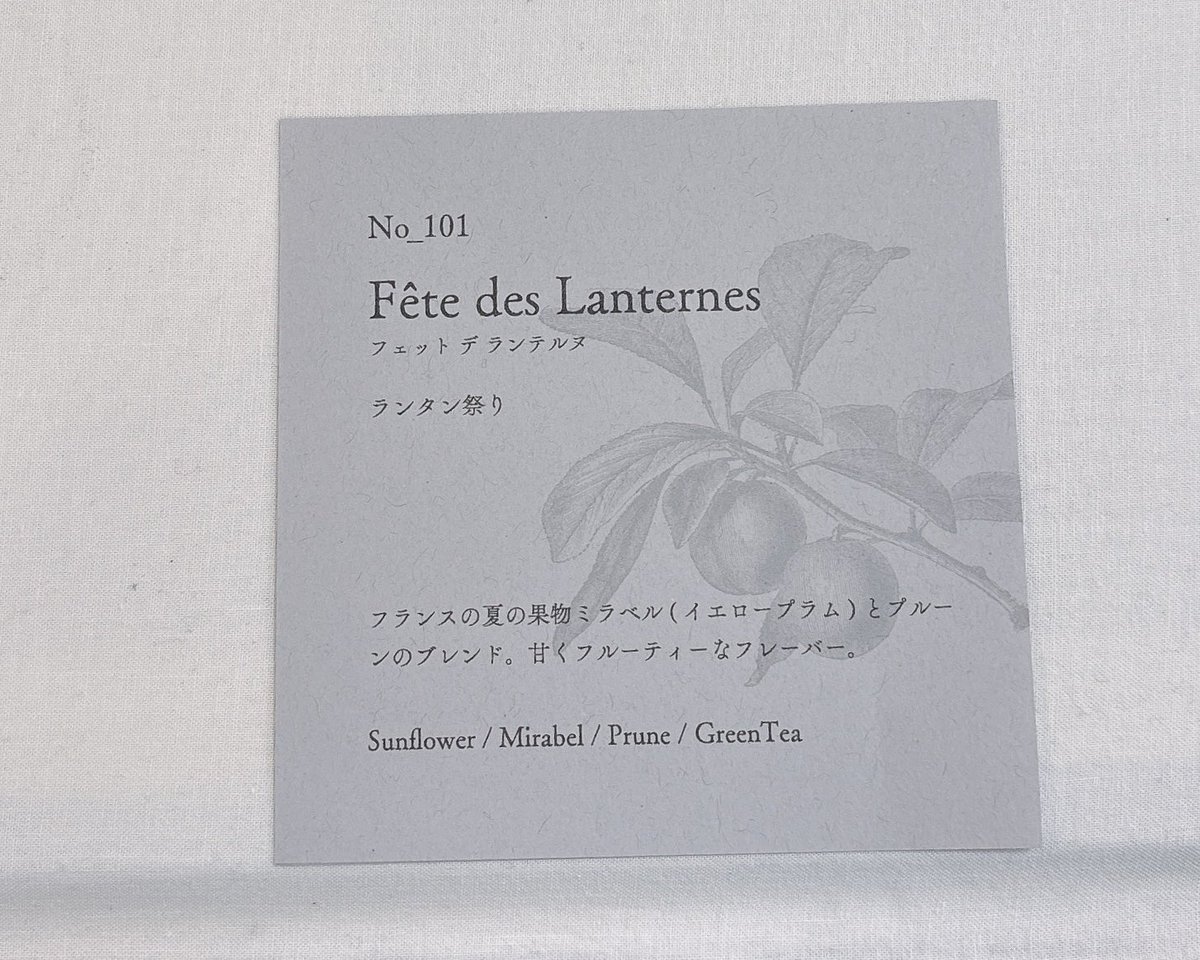 No_101
Fête des Lanternes
フェット デ ランテルヌ
ランタン祭り
フランスの夏の果物ミラベル(イエロープラム)とプルー
ンのブレンド。甘くフルーティーなフレーバー。
Sunflower / Mirabel / Prune / GreenTea